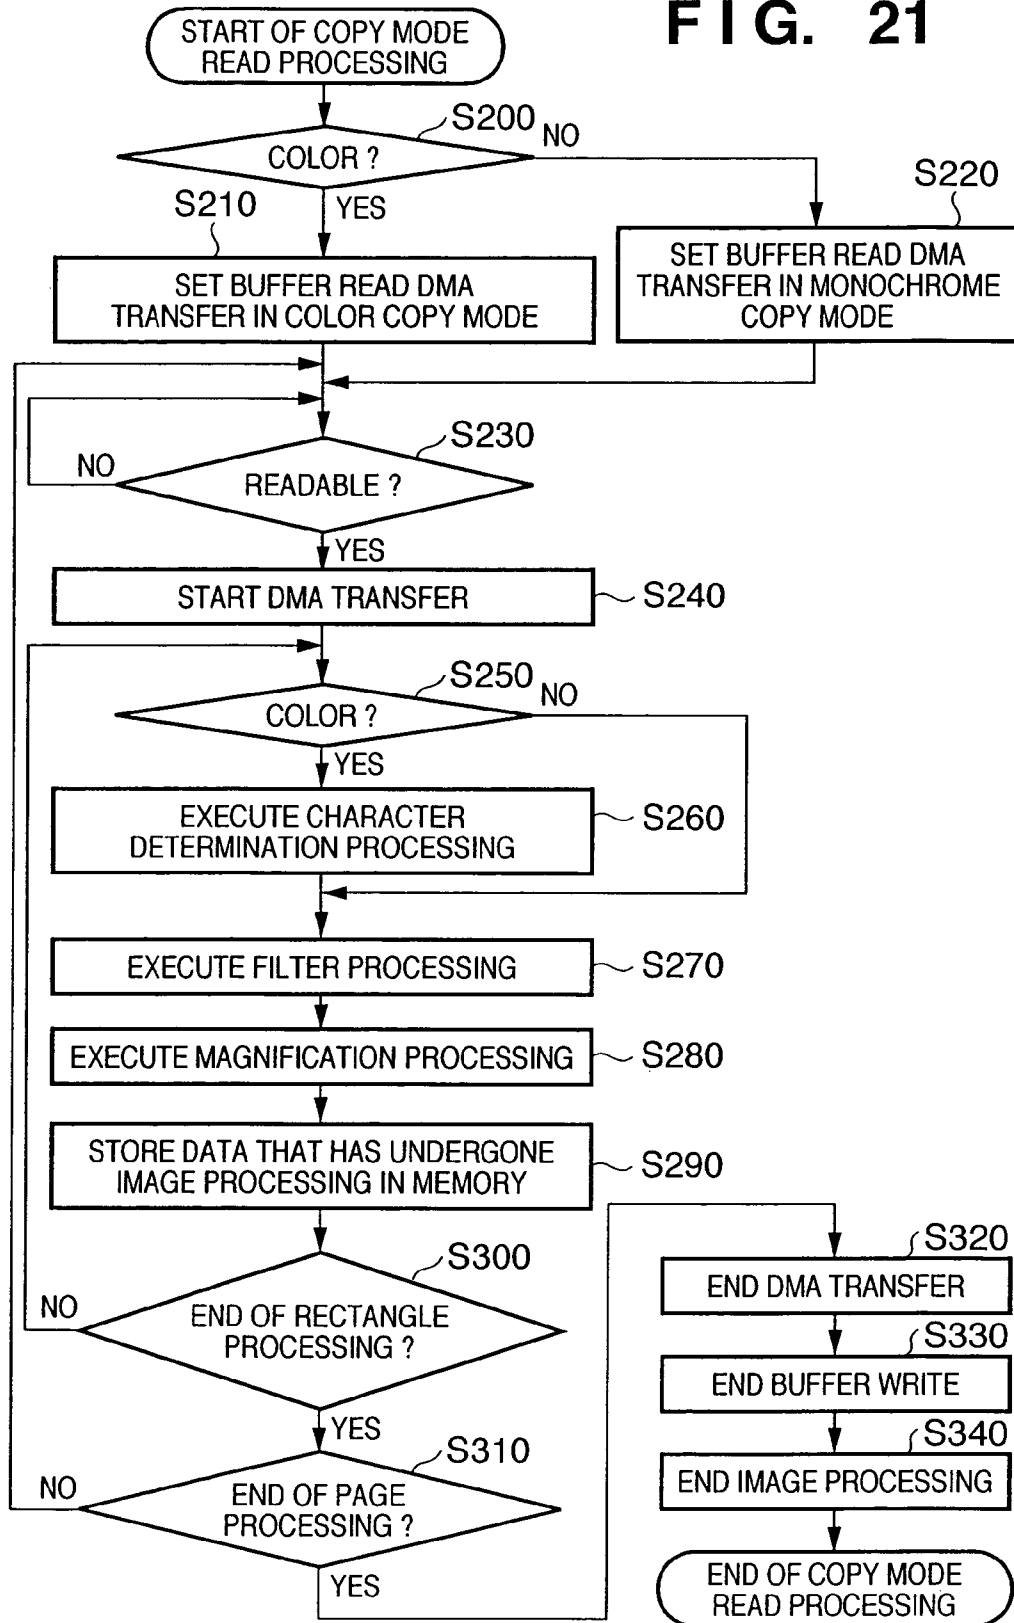 FIG. 21
START OF COPY MODE
READ PROCESSING
S200
COLOR ?
NO
YES
S210
SET BUFFER READ DMA
TRANSFER IN COLOR COPY MODE
S220
SET BUFFER READ DMA
TRANSFER IN MONOCHROME
COPY MODE
S230
READABLE ?
NO
YES
START DMA TRANSFER
S240
S250
COLOR ?
NO
YES
EXECUTE CHARACTER
DETERMINATION PROCESSING
S260
EXECUTE FILTER PROCESSING
S270
EXECUTE MAGNIFICATION PROCESSING
S280
STORE DATA THAT HAS UNDERGONE
IMAGE PROCESSING IN MEMORY
S290
S300
END OF RECTANGLE
PROCESSING ?
NO
YES
S310
END OF PAGE
PROCESSING ?
NO
YES
S320
END DMA TRANSFER
S330
END BUFFER WRITE
S340
END IMAGE PROCESSING
END OF COPY MODE
READ PROCESSING